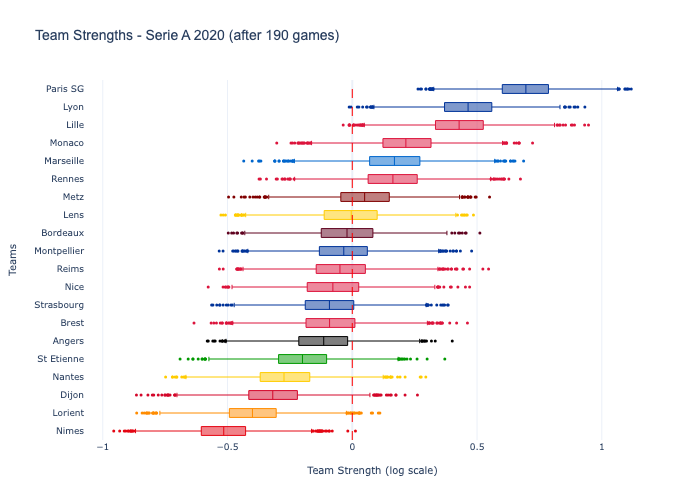 Team Strengths - Serie A 2020 (after 190 games)
Paris SG
Lyon
Lille
Monaco
Marseille
Rennes
Metz
Lens
Bordeaux
Montpellier
Reims
Nice
Strasbourg
Brest
Angers
St Etienne
Nantes
Dijon
Lorient
Nimes
Teams
−1 −0.5 0 0.5 1
Team Strength (log scale)